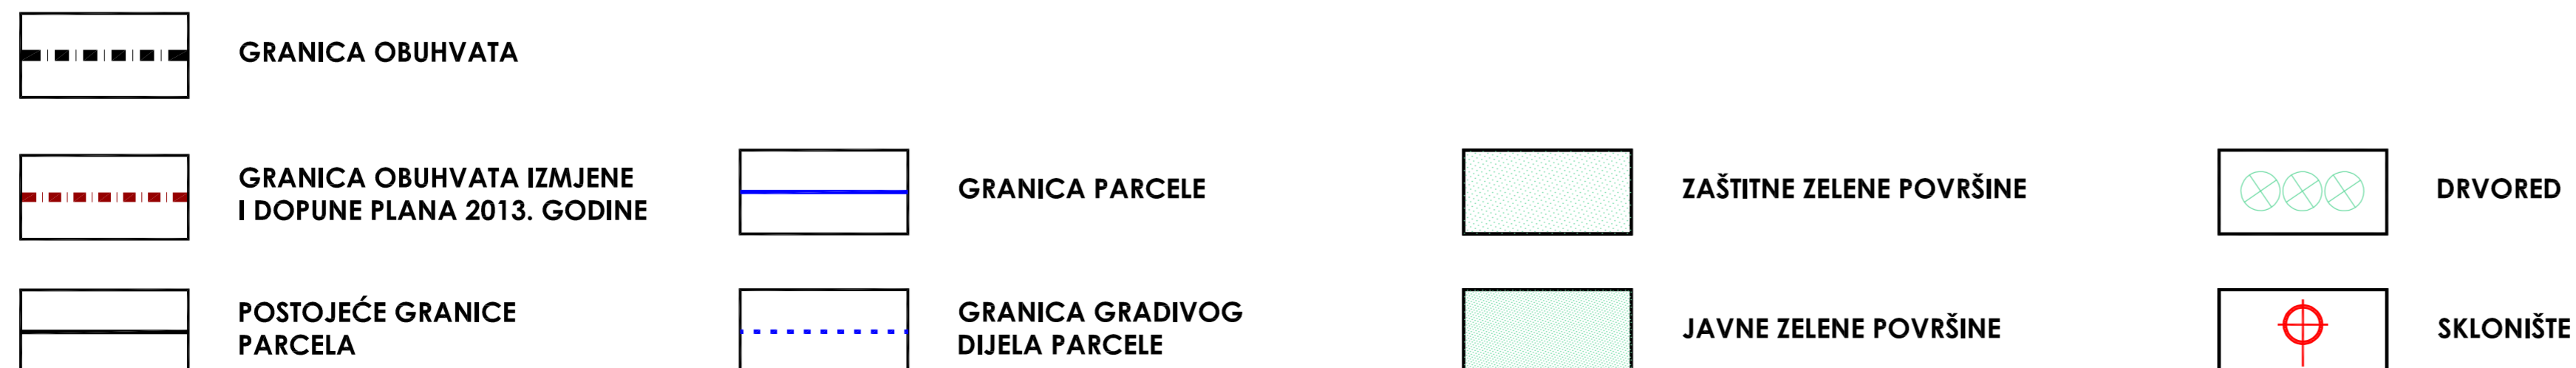 GRANICA OBUHVATA
GRANICA OBUHVATA IZMJENE
I DOPUNE PLANA 2013. GODINE
GRANICA PARCELE
ZAŠTITNE ZELENE POVRŠINE
DRVORED
POSTOJEĆE GRANICE
PARCELA
GRANICA GRADIVOG
DIJELA PARCELE
JAVNE ZELENE POVRŠINE
SKLONIŠTE